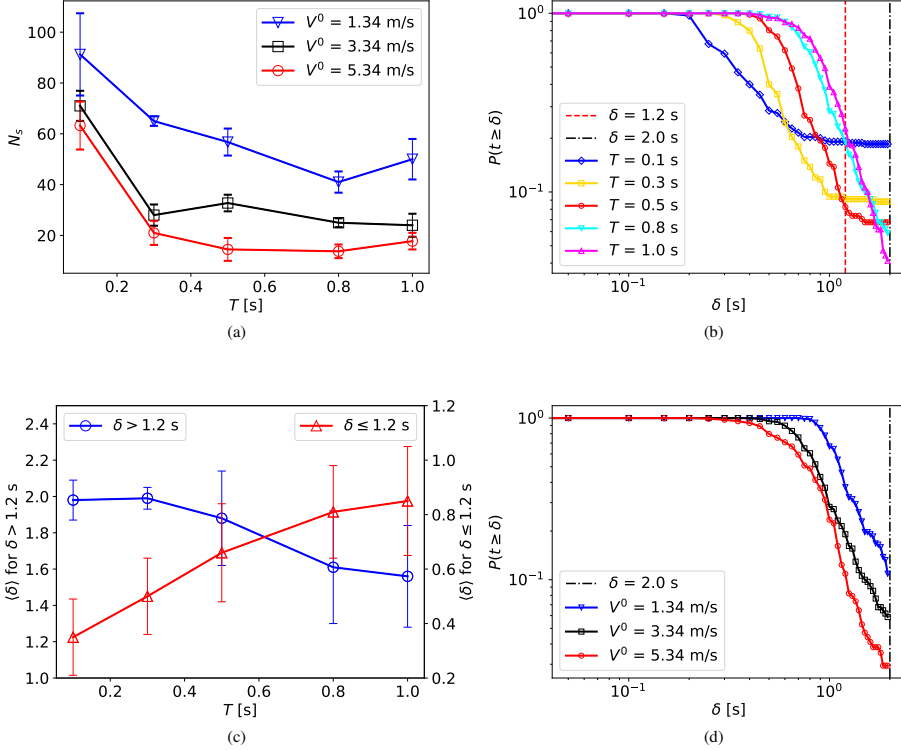 100
80
60
40
20
N_s
V^0 = 1.34 m/s
V^0 = 3.34 m/s
V^0 = 5.34 m/s
0.2 0.4 0.6 0.8 1.0
T [s]
(a)
10^0
10^{-1}
P(t ≥ δ)
δ = 1.2 s
δ = 2.0 s
T = 0.1 s
T = 0.3 s
T = 0.5 s
T = 0.8 s
T = 1.0 s
10^{-1} 10^0
δ [s]
(b)
2.4
2.2
2.0
1.8
1.6
1.4
1.2
1.0
⟨δ⟩ for δ > 1.2 s
δ > 1.2 s
δ ≤ 1.2 s
1.2
1.0
0.8
0.6
0.4
0.2
⟨δ⟩ for δ ≤ 1.2 s
0.2 0.4 0.6 0.8 1.0
T [s]
(c)
10^0
10^{-1}
P(t ≥ δ)
δ = 2.0 s
V^0 = 1.34 m/s
V^0 = 3.34 m/s
V^0 = 5.34 m/s
10^{-1} 10^0
δ [s]
(d)